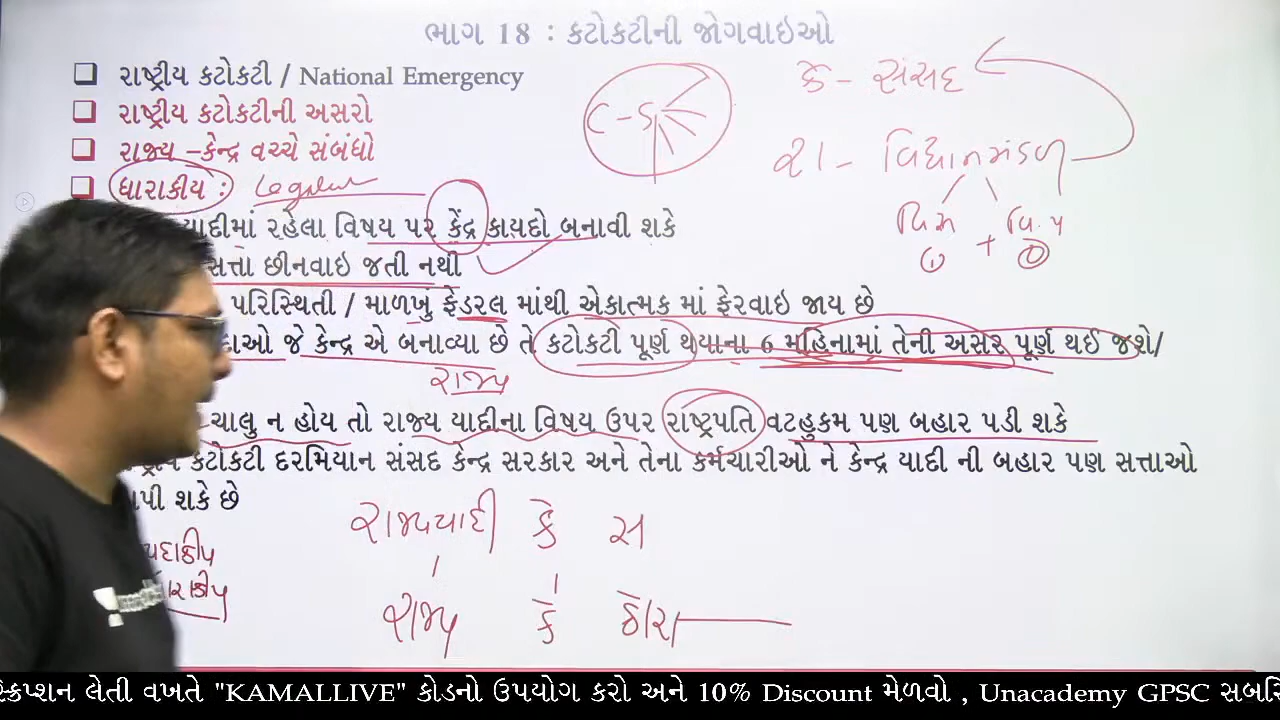 ભાગ 18 : કટોકટીની જોગવાઇઓ
રાષ્ટ્રીય કટોકટી / National Emergency
રાષ્ટ્રીય કટોકટીની અસરો
રાજ્ય –કેન્દ્ર વચ્ચે સંબંધો
ધારાકીય :
C - S
કે - સંસદ
રા - વિધાનમંડળ
વિ.સ
વિ. પ
① + ②
યાદીમાં રહેલા વિષય પર કેંદ્ર કાયદો બનાવી શકે
સત્તા છીનવાઇ જતી નથી
પરિસ્થિતી / માળખું ફેડરલ માંથી એકાત્મક માં ફેરવાઇ જાય છે
જે કેન્દ્ર એ બનાવ્યા છે તે કટોકટી પૂર્ણ થયાના 6 મહિનામાં તેની અસર પૂર્ણ થઈ જશે/
રાજ્ય
ચાલુ ન હોય તો રાજ્ય યાદીના વિષય ઉપર રાષ્ટ્રપતિ વટહુકમ પણ બહાર પડી શકે
કટોકટી દરમિયાન સંસદ કેન્દ્ર સરકાર અને તેના કર્મચારીઓ ને કેન્દ્ર યાદી ની બહાર પણ સત્તાઓ
શકે છે
રાજ્યયાદી કે સ
રાજ્ય કે
લેતી વખતે "KAMALLIVE" કોડનો ઉપયોગ કરો અને 10% Discount મેળવો , Unacademy GPSC